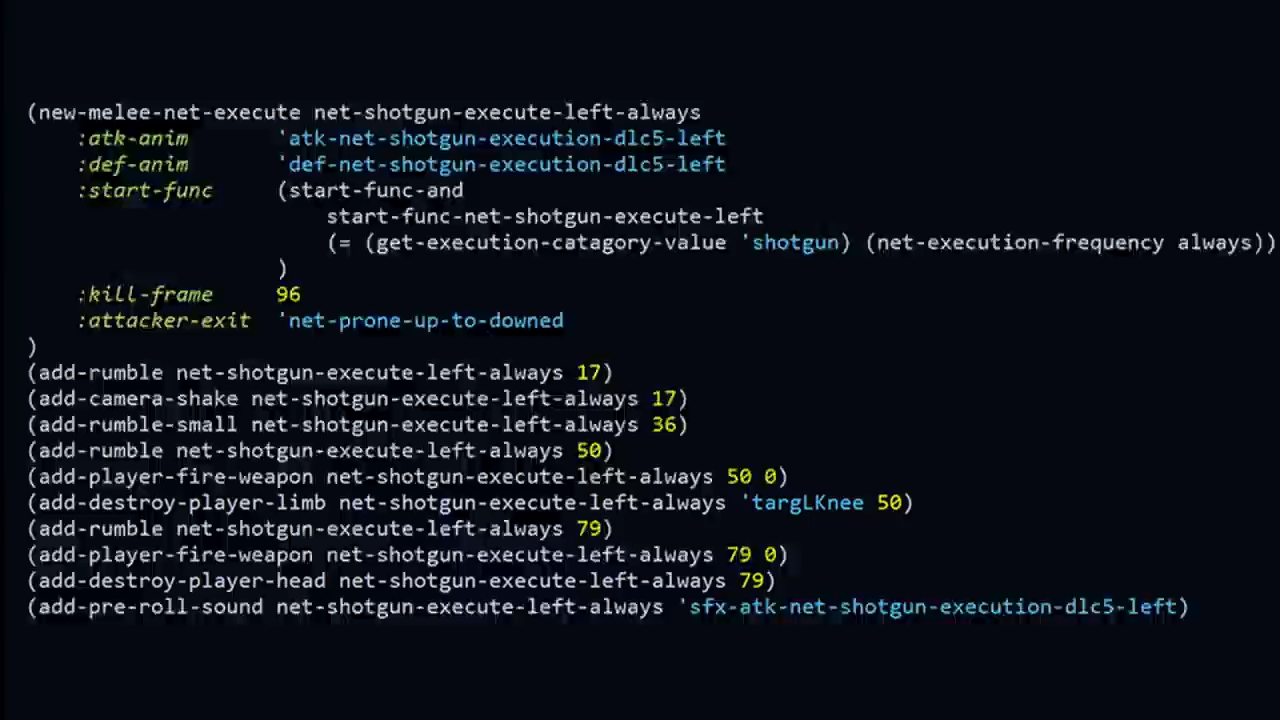 (new-melee-net-execute net-shotgun-execute-left-always
:atk-anim 'atk-net-shotgun-execution-dlc5-left
:def-anim 'def-net-shotgun-execution-dlc5-left
:start-func (start-func-and
start-func-net-shotgun-execute-left
(= (get-execution-catagory-value 'shotgun) (net-execution-frequency always))
)
:kill-frame 96
:attacker-exit 'net-prone-up-to-downed
)
(add-rumble net-shotgun-execute-left-always 17)
(add-camera-shake net-shotgun-execute-left-always 17)
(add-rumble-small net-shotgun-execute-left-always 36)
(add-rumble net-shotgun-execute-left-always 50)
(add-player-fire-weapon net-shotgun-execute-left-always 50 0)
(add-destroy-player-limb net-shotgun-execute-left-always 'targLKnee 50)
(add-rumble net-shotgun-execute-left-always 79)
(add-player-fire-weapon net-shotgun-execute-left-always 79 0)
(add-destroy-player-head net-shotgun-execute-left-always 79)
(add-pre-roll-sound net-shotgun-execute-left-always 'sfx-atk-net-shotgun-execution-dlc5-left)